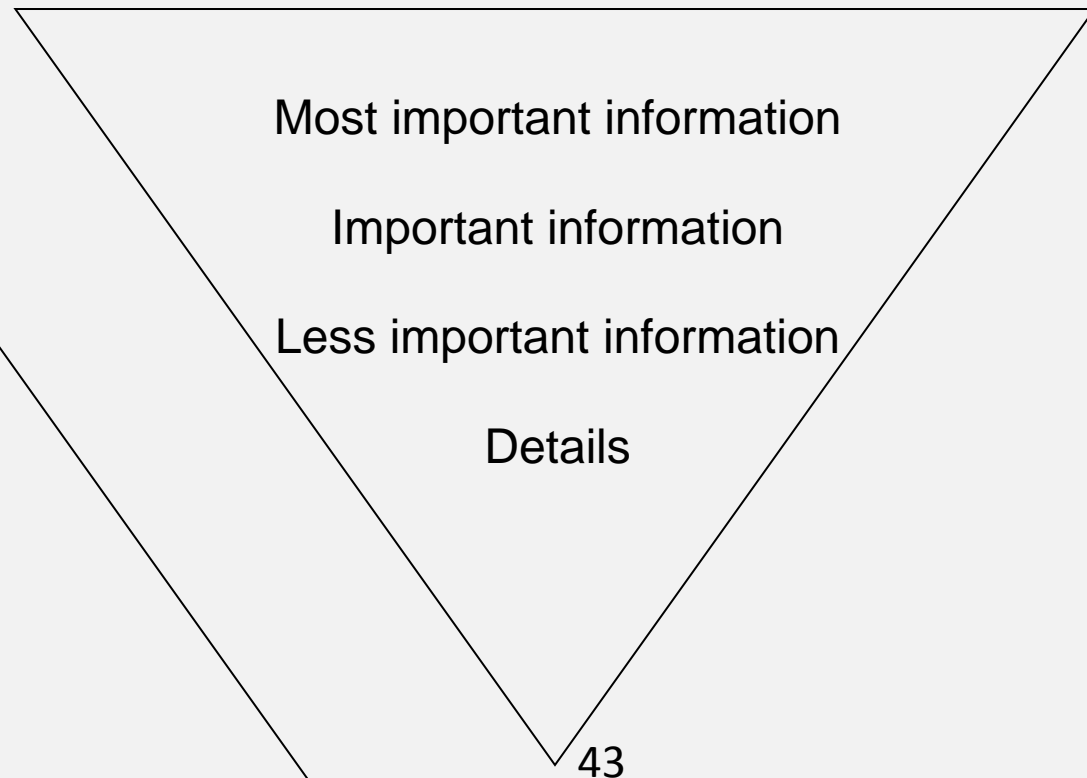 Most important information
Important information
Less important information
Details
43